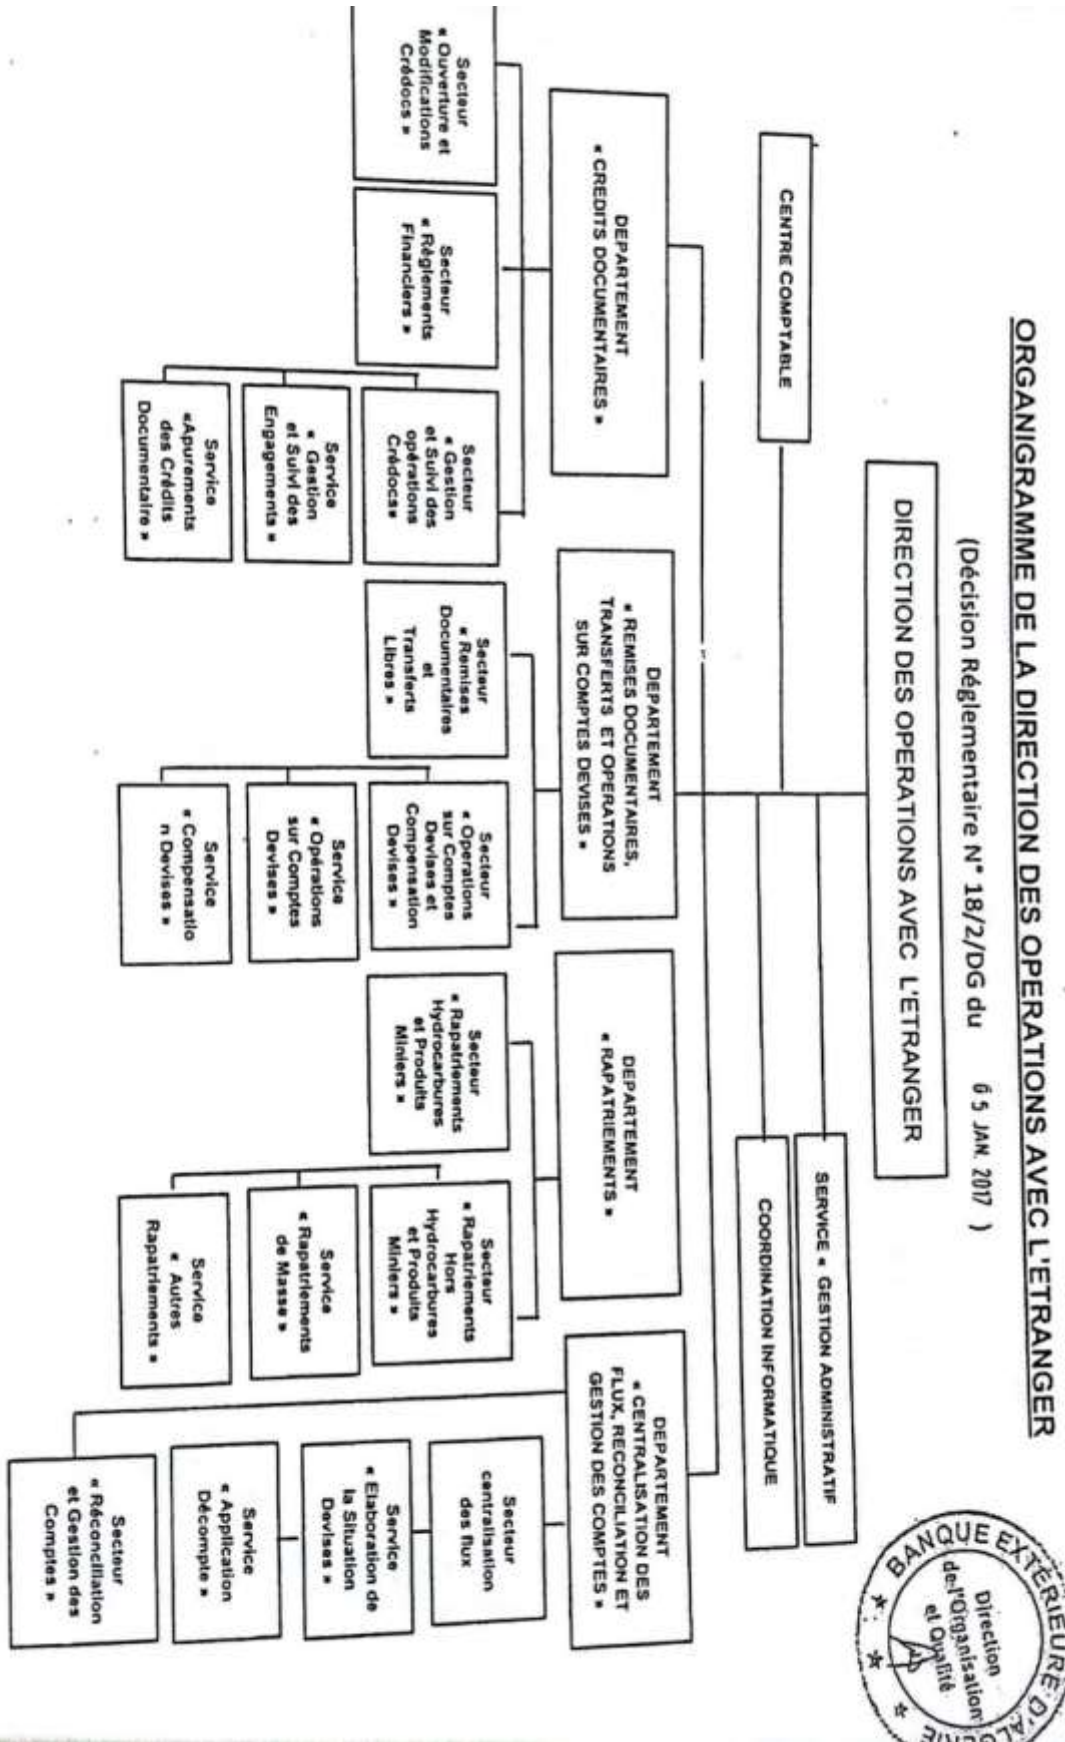 ORGANIGRAMME DE LA DIRECTION DES OPERATIONS AVEC L'ETRANGER
(Décision Réglementaire N° 18/2/DG du 05 JAN. 2017 )
DIRECTION DES OPERATIONS AVEC L'ETRANGER
SERVICE « GESTION ADMINISTRATIF
CENTRE COMPTABLE
COORDINATION INFORMATIQUE
DEPARTEMENT
« CREDITS DOCUMENTAIRES »
DEPARTEMENT
« REMISES DOCUMENTAIRES,
TRANSFERTS ET OPERATIONS
SUR COMPTES DEVISES »
DEPARTEMENT
« RAPATRIEMENTS »
DEPARTEMENT
« CENTRALISATION DES
FLUX, RECONCILIATION ET
GESTION DES COMPTES »
Secteur
« Ouverture et
Modifications
Crédocs »
Secteur
« Règlements
Financiers »
Secteur
« Gestion
et Suivi des
opérations
Crédocs»
Service
« Gestion
et Suivi des
Engagements »
Service
«Apurements
des Crédits
Documentaire »
Secteur
« Remises
Documentaires
et
Transferts
Libres »
Secteur
« Operations
sur Comptes
Devises et
Compensation
Devises »
Service
« Opérations
sur Comptes
Devises »
Service
« Compensatio
n Devises »
Secteur
« Rapatriements
Hydrocarbures
et Produits
Miniers »
Secteur
« Rapatriements
Hors
Hydrocarbures
et Produits
Miniers »
Service
« Rapatriements
de Masse »
Service
« Autres
Rapatriements »
Secteur
centralisation
des flux
Service
« Elaboration de
la Situation
Devises »
Service
« Application
Décompte »
Secteur
« Réconciliation
et Gestion des
Comptes »
BANQUE EXTÉRIEURE D'ALGÉRIE
Direction
de l'Organisation
et Qualité